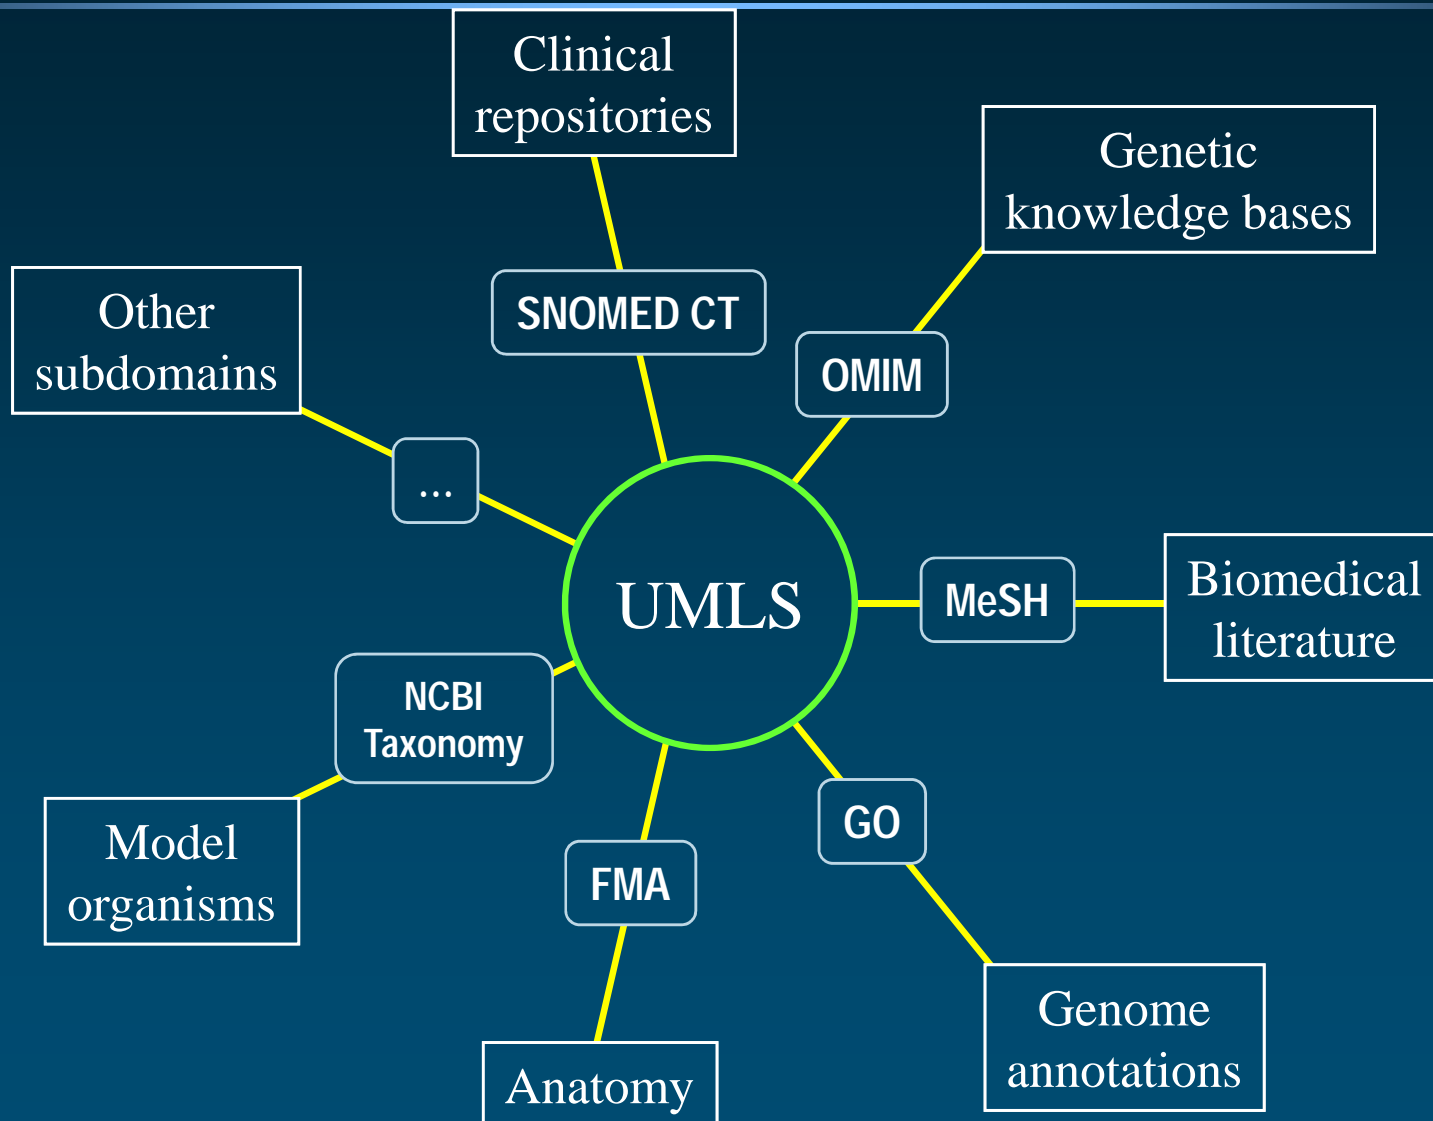 Clinical
repositories
Genetic
knowledge bases
SNOMED CT
Other
subdomains
OMIM
...
UMLS
MeSH
Biomedical
literature
NCBI
Taxonomy
GO
Model
organisms
FMA
Genome
annotations
Anatomy